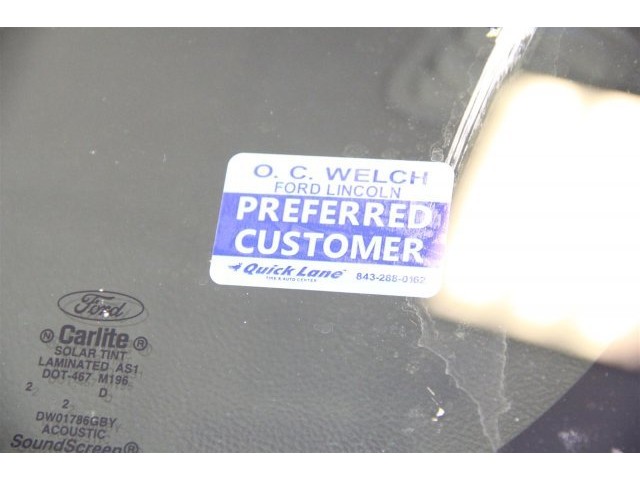 O. C. WELCH
FORD LINCOLN
PREFERRED
CUSTOMER
Quick Lane
TIRE & AUTO CENTER
843-288-0162
Ford
N Carlite R
SOLAR TINT
LAMINATED AS1
DOT-467 M196
2 D
2
DW01786GBY
ACOUSTIC
SoundScreen®